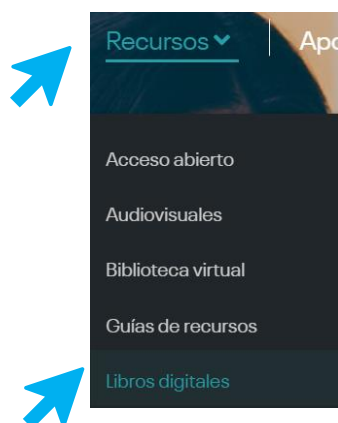 Recursos
Acceso abierto
Audiovisuales
Biblioteca virtual
Guías de recursos
Libros digitales